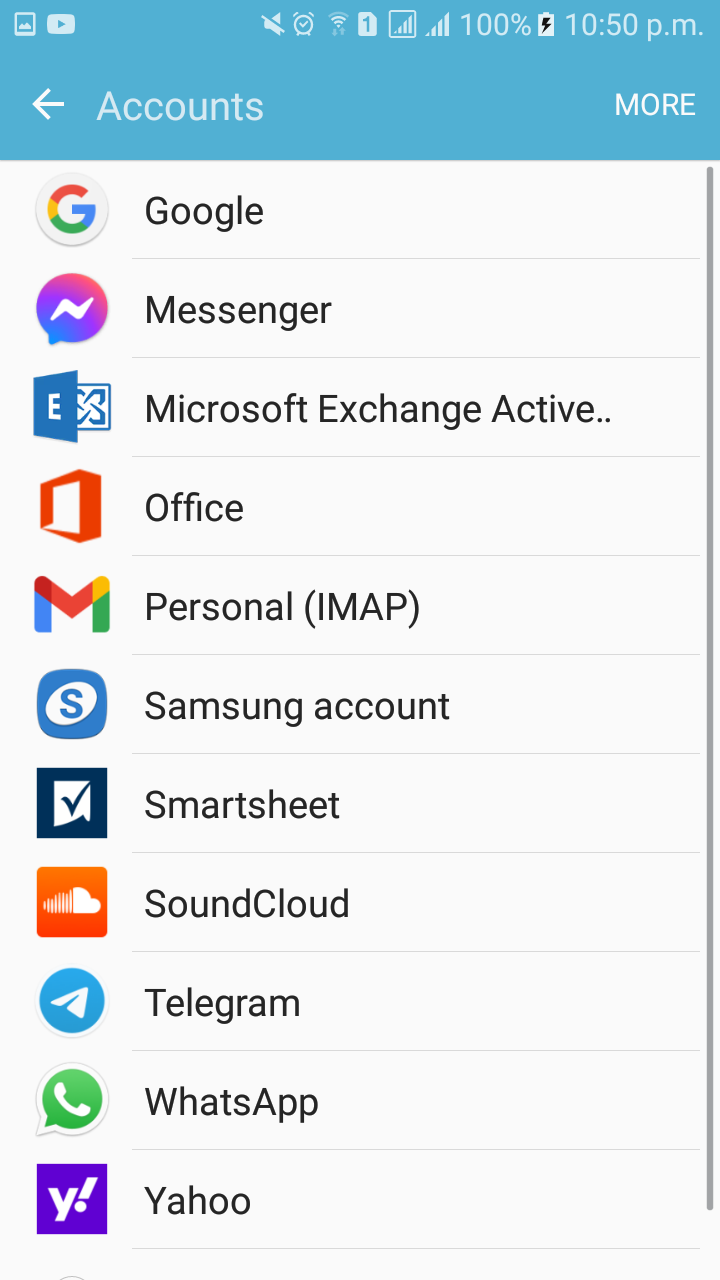 1 100% 10:50 p.m.
Accounts MORE
Google
Messenger
E Microsoft Exchange Active..
Office
Personal (IMAP)
S Samsung account
Smartsheet
SoundCloud
Telegram
WhatsApp
y! Yahoo